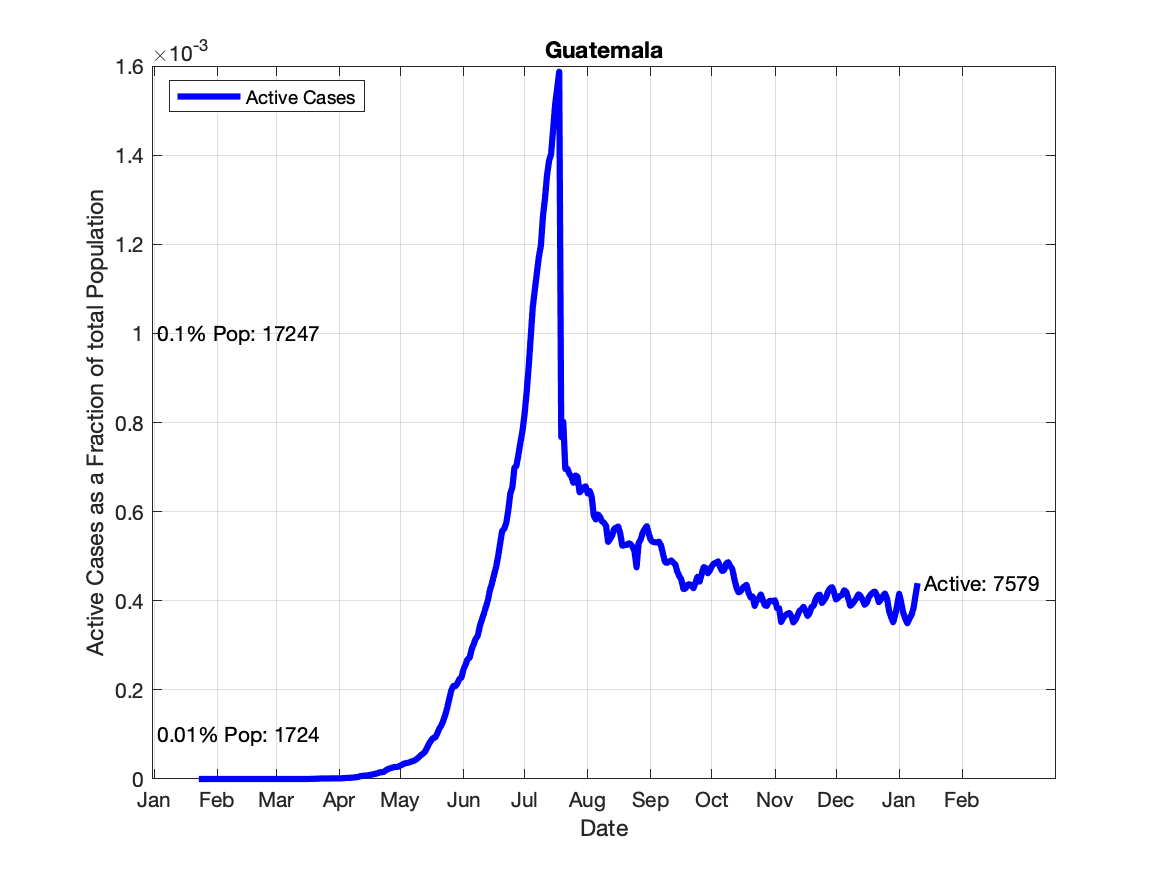 Guatemala
×10-3
1.6
1.4
1.2
1
0.8
0.6
0.4
0.2
0
Active Cases as a Fraction of total Population
Active Cases
0.1% Pop: 17247
0.01% Pop: 1724
Active: 7579
Jan Feb Mar Apr May Jun Jul Aug Sep Oct Nov Dec Jan Feb
Date